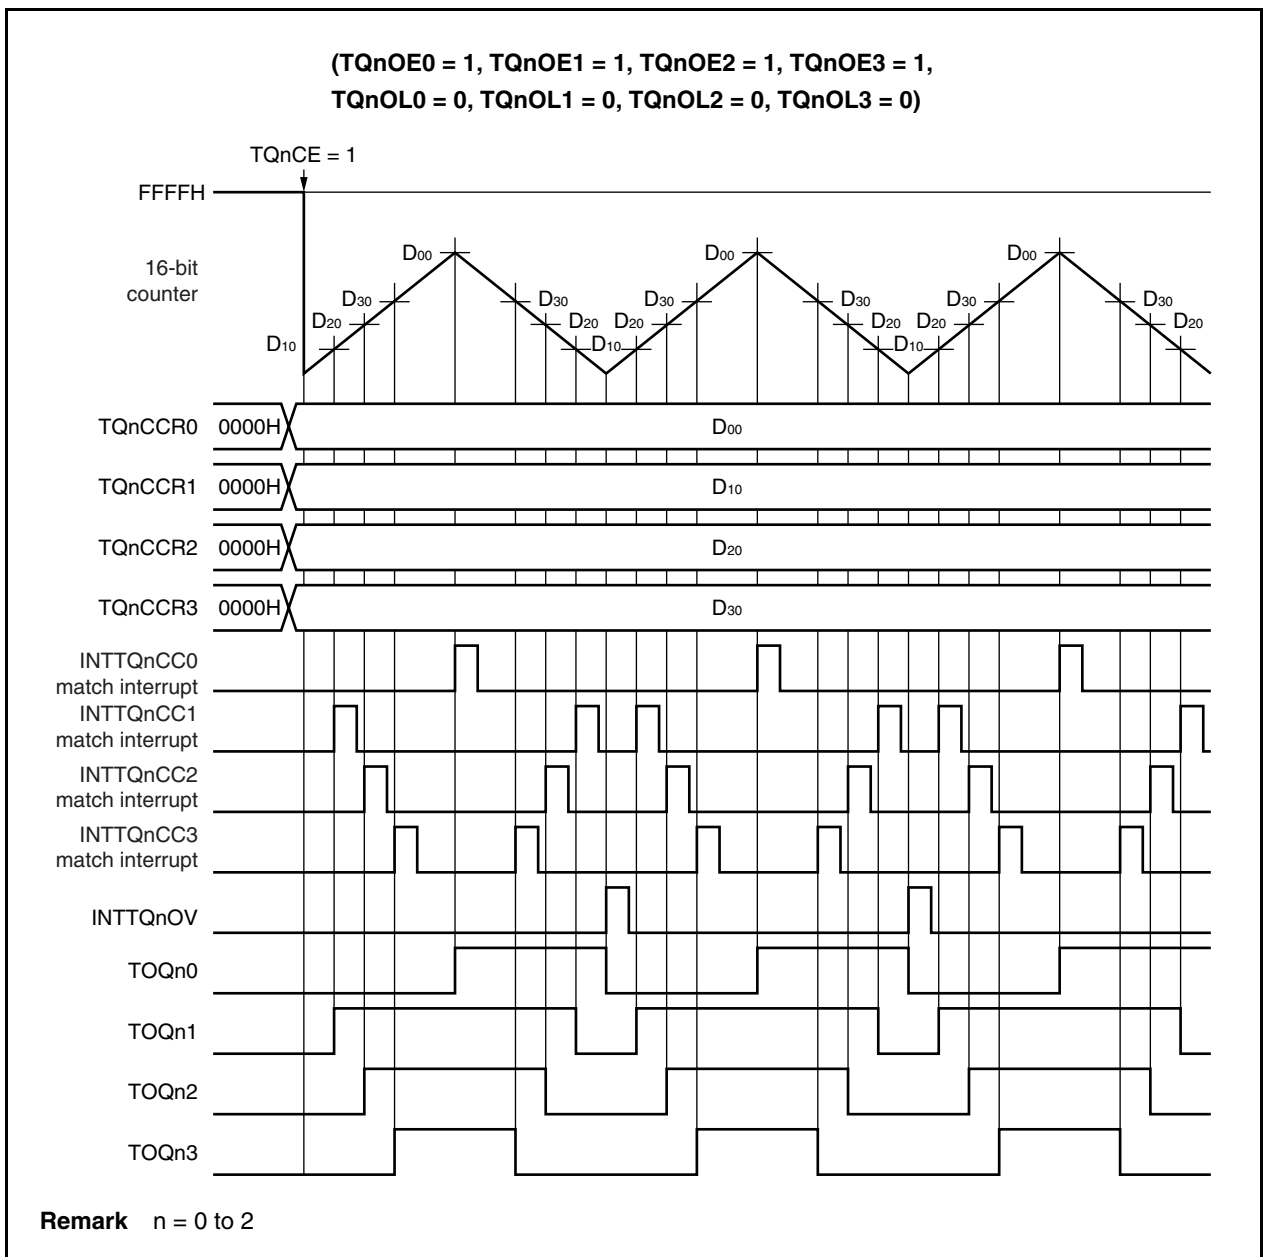 (TQnOE0 = 1, TQnOE1 = 1, TQnOE2 = 1, TQnOE3 = 1,
TQnOL0 = 0, TQnOL1 = 0, TQnOL2 = 0, TQnOL3 = 0)
TQnCE = 1
FFFFH
D00 D00 D00
16-bit
counter
D30 D30 D30 D30 D30 D30
D20 D20 D20 D20 D20 D20
D10 D10 D10
TQnCCR0 0000H D00
TQnCCR1 0000H D10
TQnCCR2 0000H D20
TQnCCR3 0000H D30
INTTQnCC0
match interrupt
INTTQnCC1
match interrupt
INTTQnCC2
match interrupt
INTTQnCC3
match interrupt
INTTQnOV
TOQn0
TOQn1
TOQn2
TOQn3
Remark n = 0 to 2